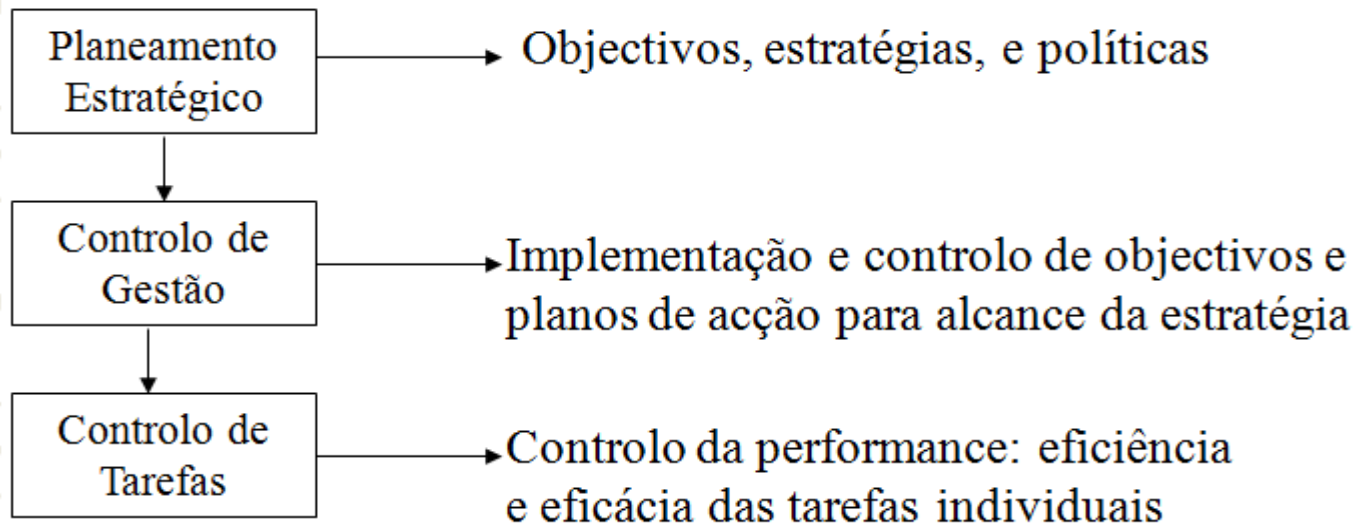 Planeamento
Estratégico
Objectivos, estratégias, e políticas
Controlo de
Gestão
Implementação e controlo de objectivos e
planos de acção para alcance da estratégia
Controlo de
Tarefas
Controlo da performance: eficiência
e eficácia das tarefas individuais